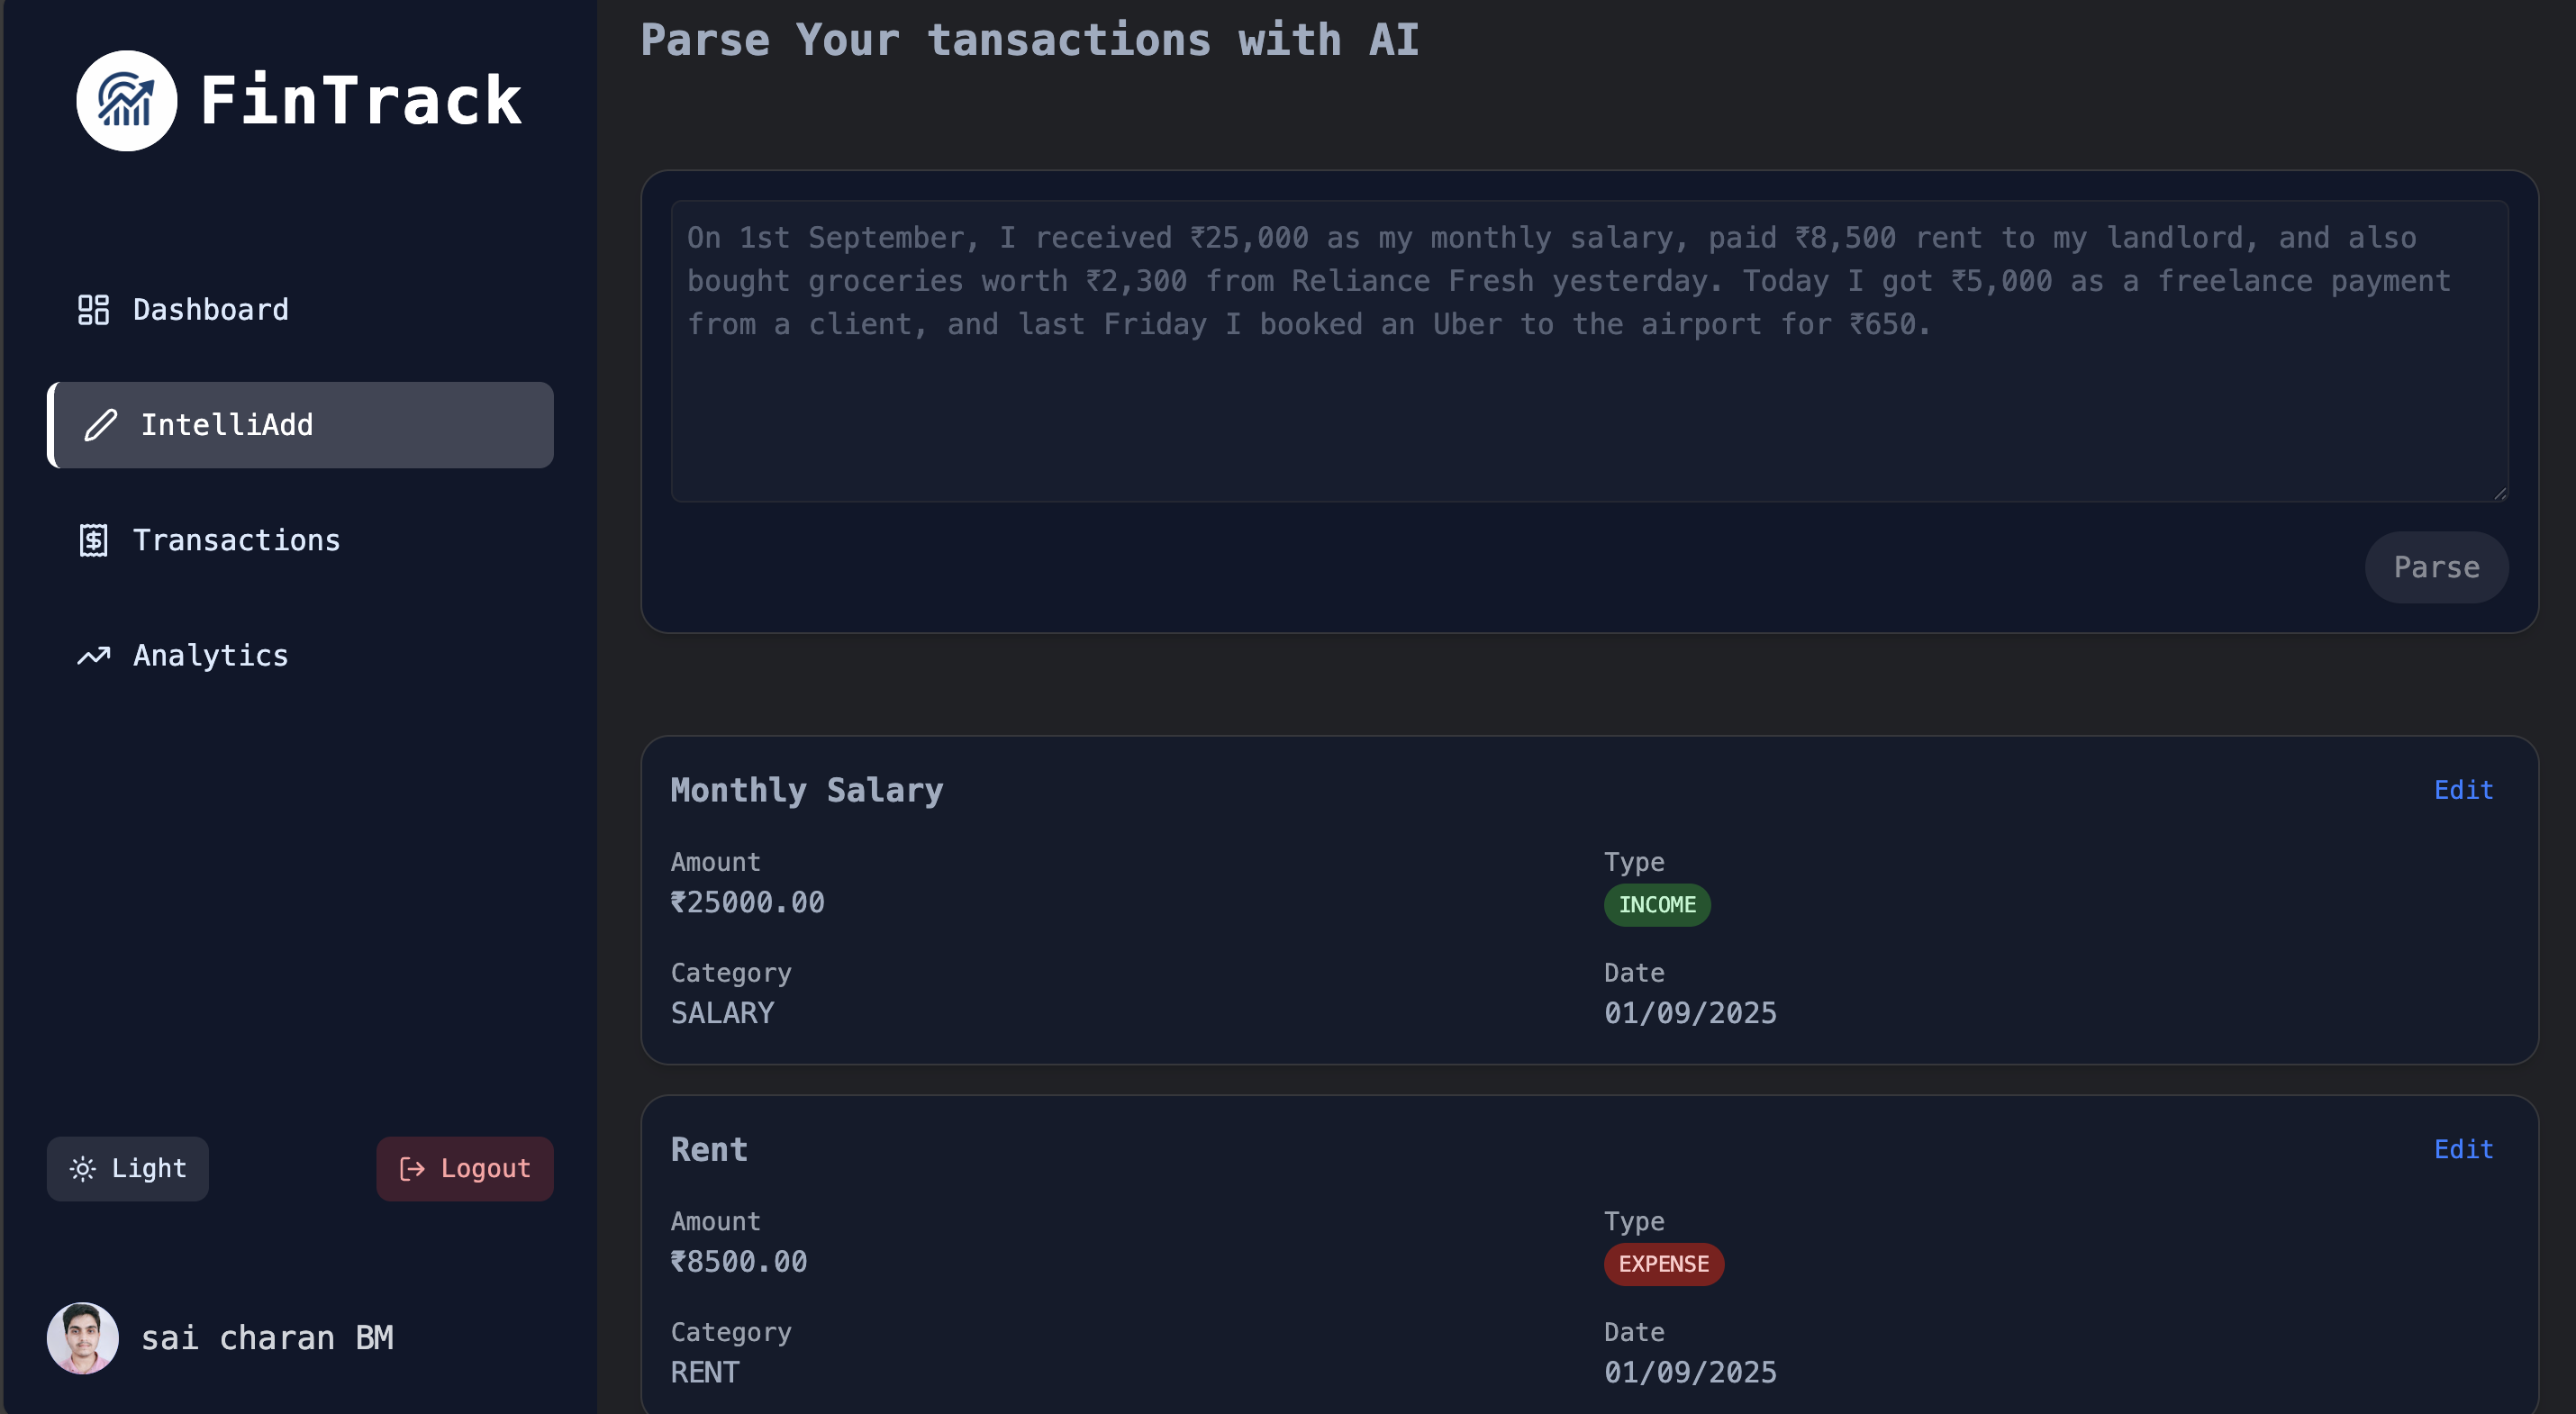 FinTrack
Dashboard
IntelliAdd
Transactions
Analytics
Light
Logout
sai charan BM
Parse Your tansactions with AI
On 1st September, I received ₹25,000 as my monthly salary, paid ₹8,500 rent to my landlord, and also
bought groceries worth ₹2,300 from Reliance Fresh yesterday. Today I got ₹5,000 as a freelance payment
from a client, and last Friday I booked an Uber to the airport for ₹650.
Parse
Monthly Salary
Edit
Amount
₹25000.00
Type
INCOME
Category
SALARY
Date
01/09/2025
Rent
Edit
Amount
₹8500.00
Type
EXPENSE
Category
RENT
Date
01/09/2025